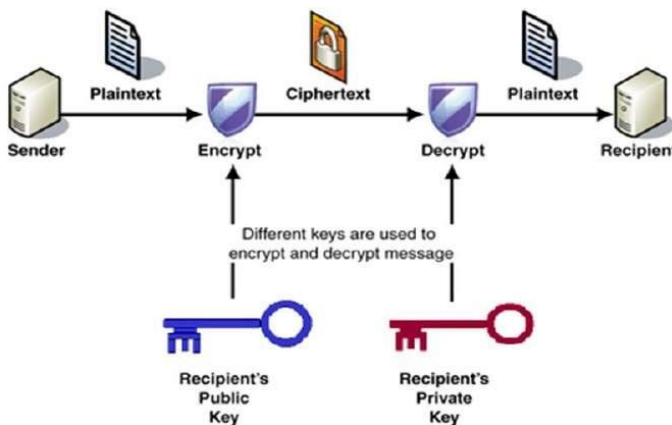 Plaintext
Ciphertext
Plaintext
Sender
Encrypt
Decrypt
Recipient
Different keys are used to
encrypt and decrypt message
Recipient's
Public
Key
Recipient's
Private
Key